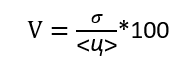 V = σ/<ц> *100